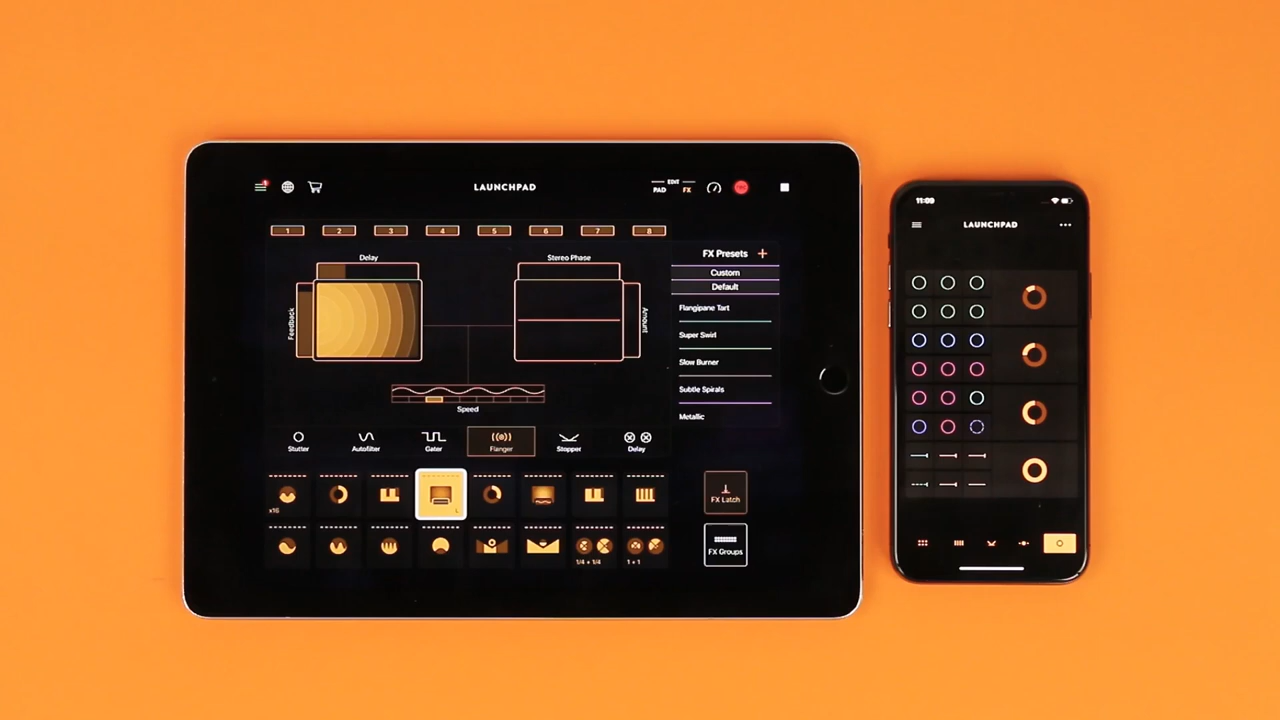 LAUNCHPAD
EDIT
PAD FX
1 2 3 4 5 6 7 8
Delay
Feedback
Stereo Phase
Amount
Speed
FX Presets +
Custom
Default
Flangipane Tart
Super Swirl
Slow Burner
Subtle Spirals
Metallic
Stutter Autofilter Gater Flanger Stopper Delay
x16
L
1/4 + 1/4 1 + 1
FX Latch
FX Groups
11:09
LAUNCHPAD